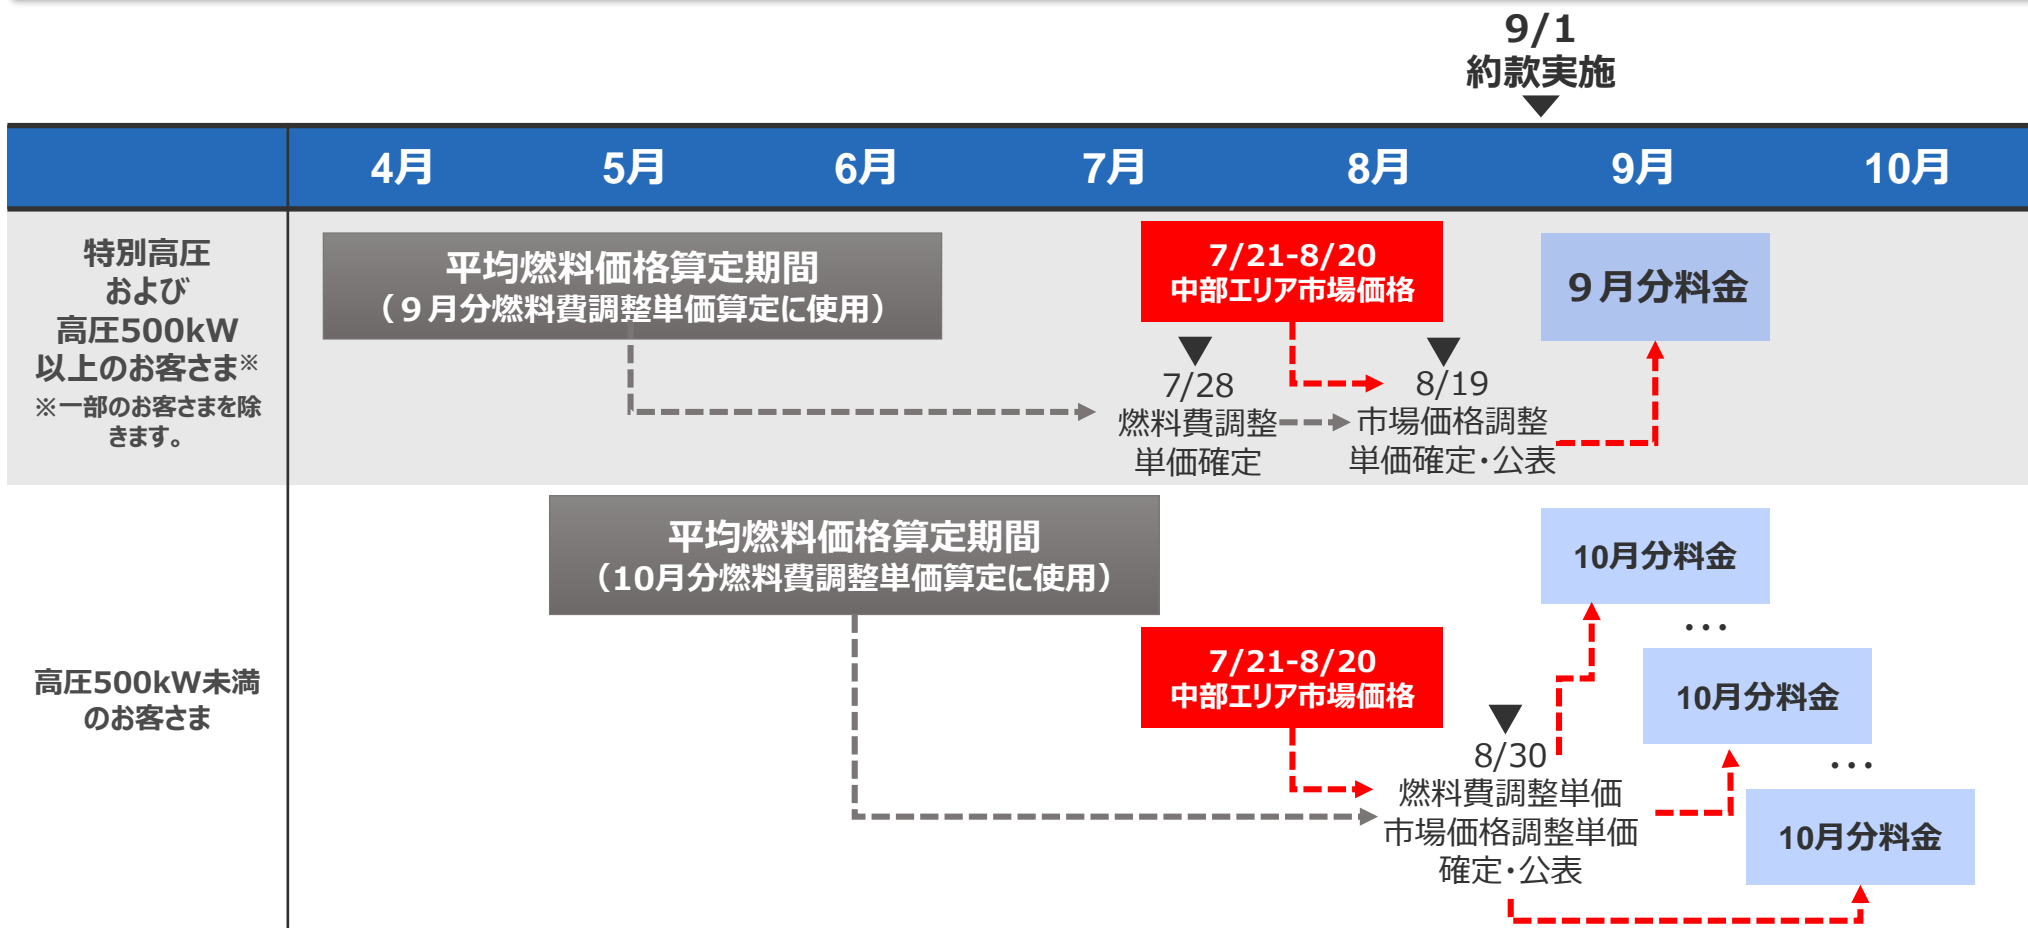 9/1
約款実施
4月 5月 6月 7月 8月 9月 10月
特別高圧
および
高圧500kW
以上のお客さま※
※一部のお客さまを除
きます。
平均燃料価格算定期間
（９月分燃料費調整単価算定に使用）
7/21-8/20
中部エリア市場価格
９月分料金
7/28
燃料費調整
単価確定
8/19
市場価格調整
単価確定・公表
高圧500kW未満
のお客さま
平均燃料価格算定期間
（10月分燃料費調整単価算定に使用）
7/21-8/20
中部エリア市場価格
8/30
燃料費調整単価
市場価格調整単価
確定・公表
10月分料金
…
10月分料金
…
10月分料金